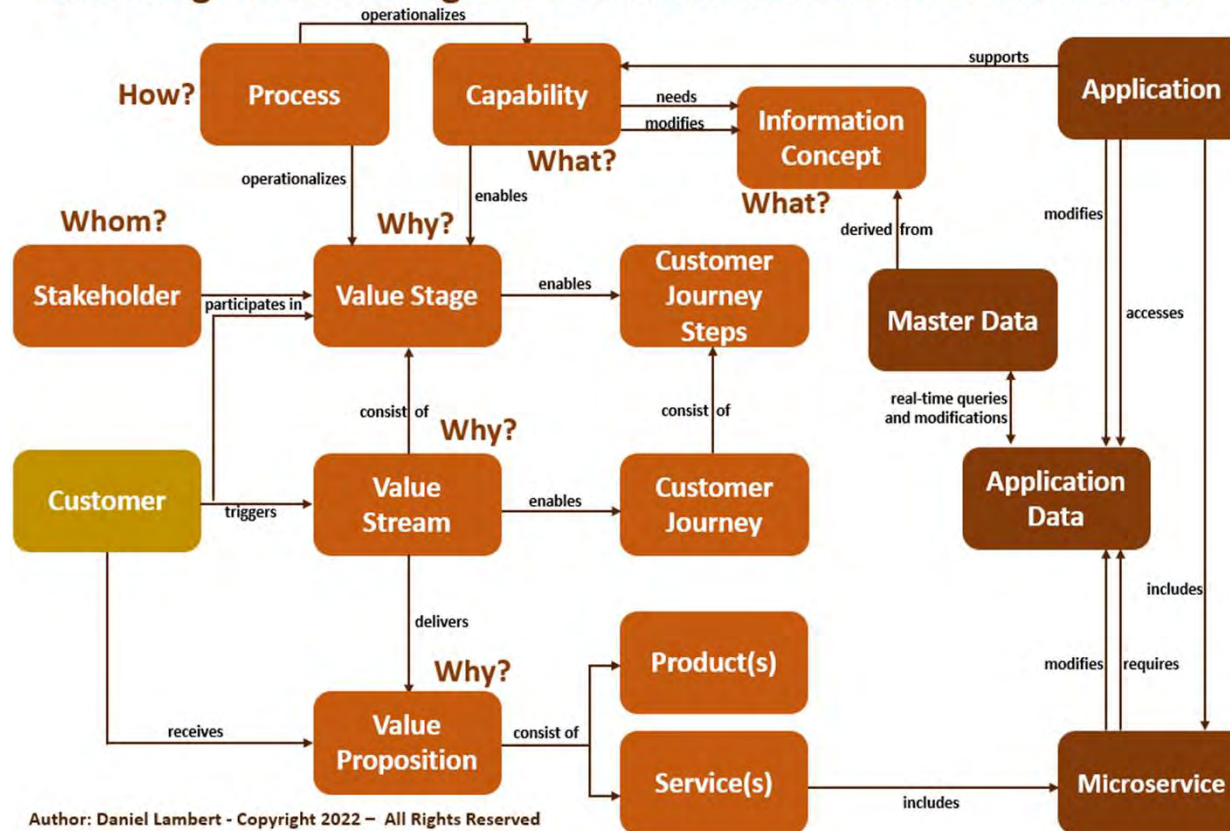 operationalizes
How?
Process
Capability
supports
Application
needs
modifies
Information
Concept
What?
What?
operationalizes
enables
derived from
modifies
accesses
Whom?
Why?
Stakeholder
participates in
Value Stage
enables
Customer
Journey
Steps
Master Data
real-time queries
and modifications
consist of
consist of
Why?
Customer
triggers
Value
Stream
enables
Customer
Journey
Application
Data
delivers
includes
modifies
requires
Why?
Product(s)
receives
Value
Proposition
consist of
Service(s)
includes
Microservice
Author: Daniel Lambert - Copyright 2022 – All Rights Reserved